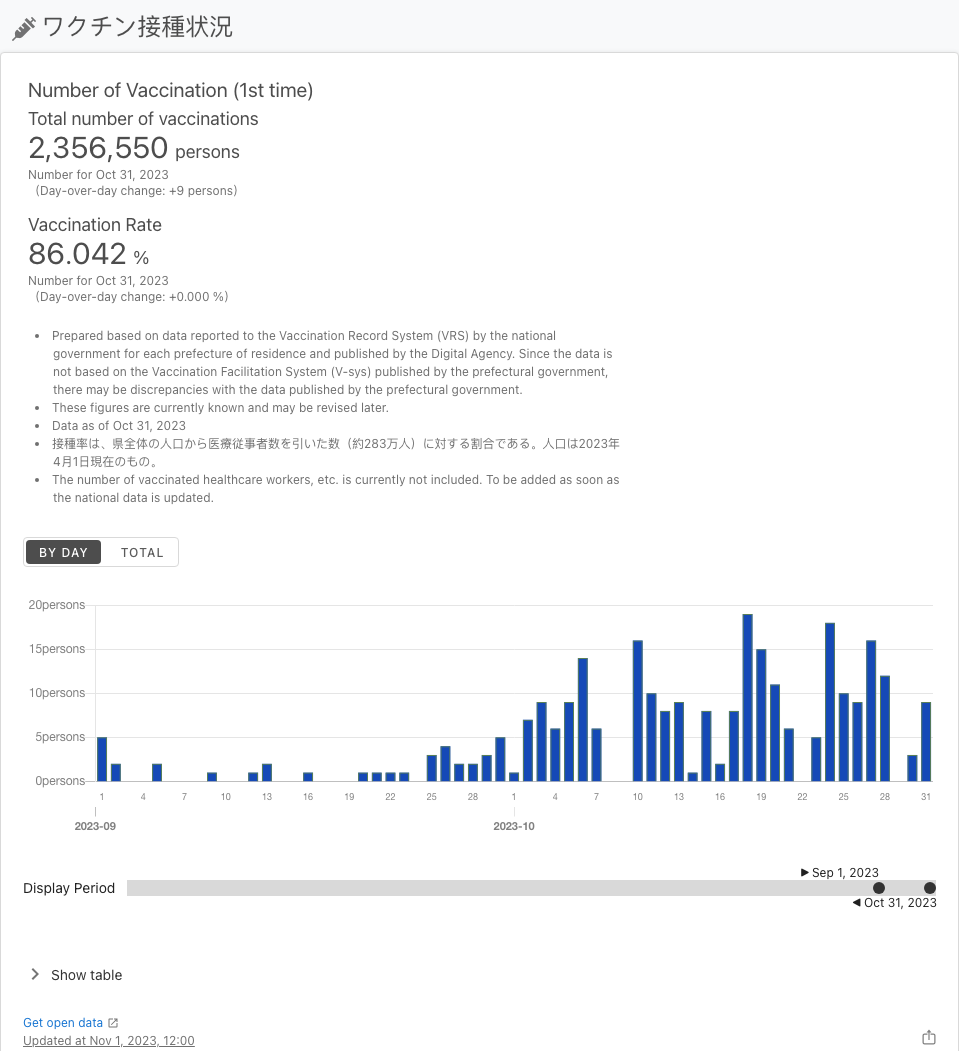 ワクチン接種状況
Number of Vaccination (1st time)
Total number of vaccinations
2,356,550 persons
Number for Oct 31, 2023
（Day-over-day change: +9 persons）
Vaccination Rate
86.042 %
Number for Oct 31, 2023
（Day-over-day change: +0.000 %）
• Prepared based on data reported to the Vaccination Record System (VRS) by the national
government for each prefecture of residence and published by the Digital Agency. Since the data is
not based on the Vaccination Facilitation System (V-sys) published by the prefectural government,
there may be discrepancies with the data published by the prefectural government.
• These figures are currently known and may be revised later.
• Data as of Oct 31, 2023
• 接種率は、県全体の人口から医療従事者数を引いた数（約283万人）に対する割合である。人口は2023年
4月1日現在のもの。
• The number of vaccinated healthcare workers, etc. is currently not included. To be added as soon as
the national data is updated.
BY DAY TOTAL
20persons
15persons
10persons
5persons
0persons
1 4 7 10 13 16 19 22 25 28 1 4 7 10 13 16 19 22 25 28 31
2023-09 2023-10
Sep 1, 2023
Display Period
Oct 31, 2023
Show table
Get open data
Updated at Nov 1, 2023, 12:00